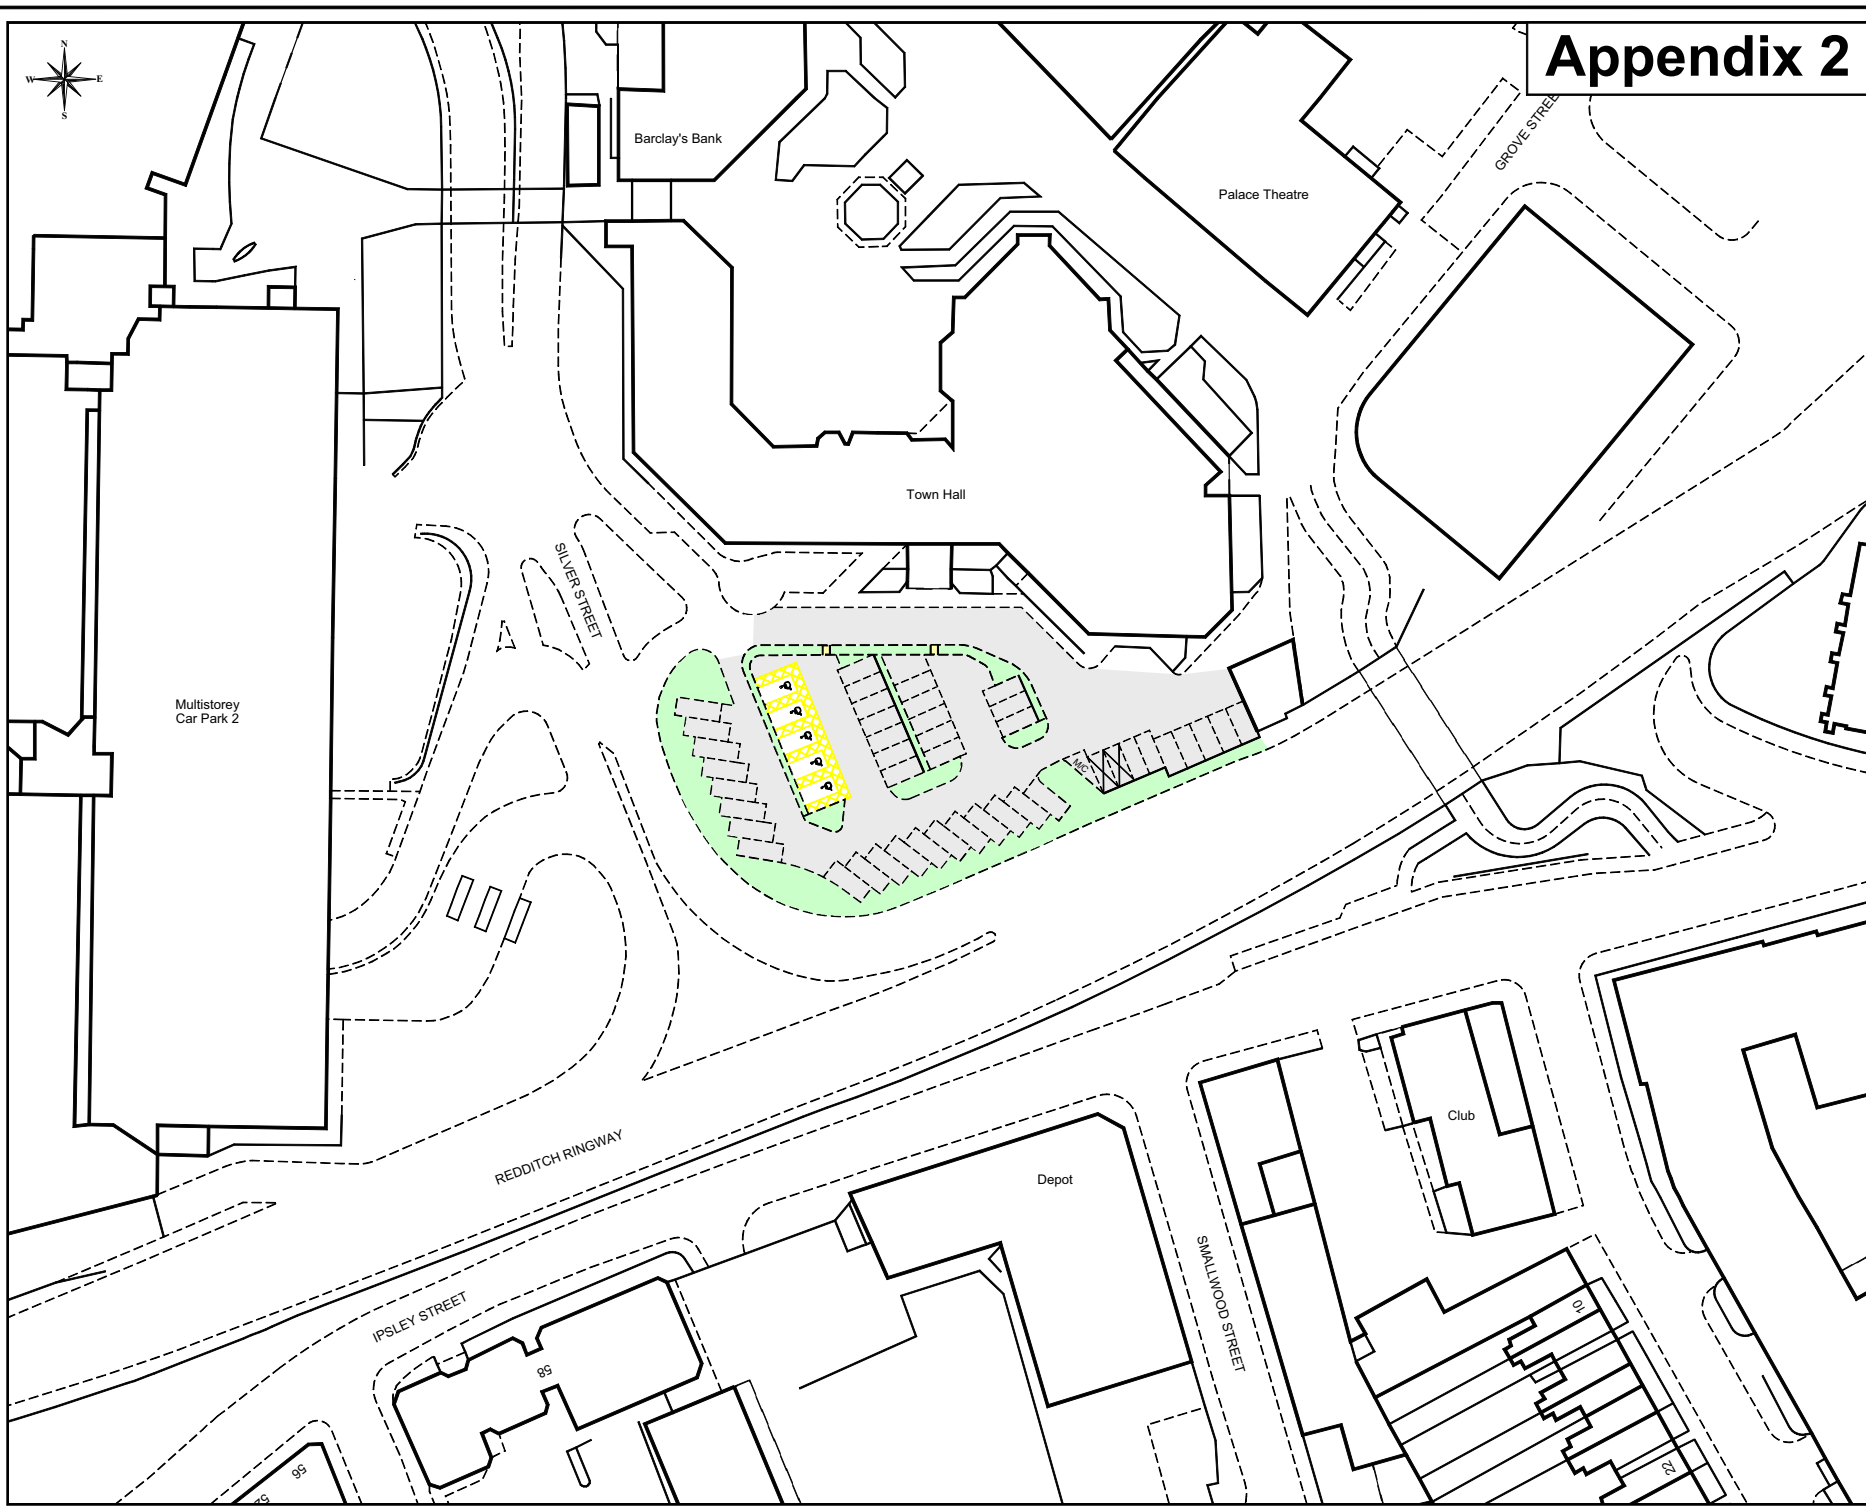 Appendix 2
N
W E
S
Barclay's Bank
Palace Theatre
GROVE STREE
Town Hall
SILVER STREET
Multistorey
Car Park 2
M/C
REDDITCH RINGWAY
Club
Depot
SMALLWOOD STREET
IPSLEY STREET
10
58
56
22